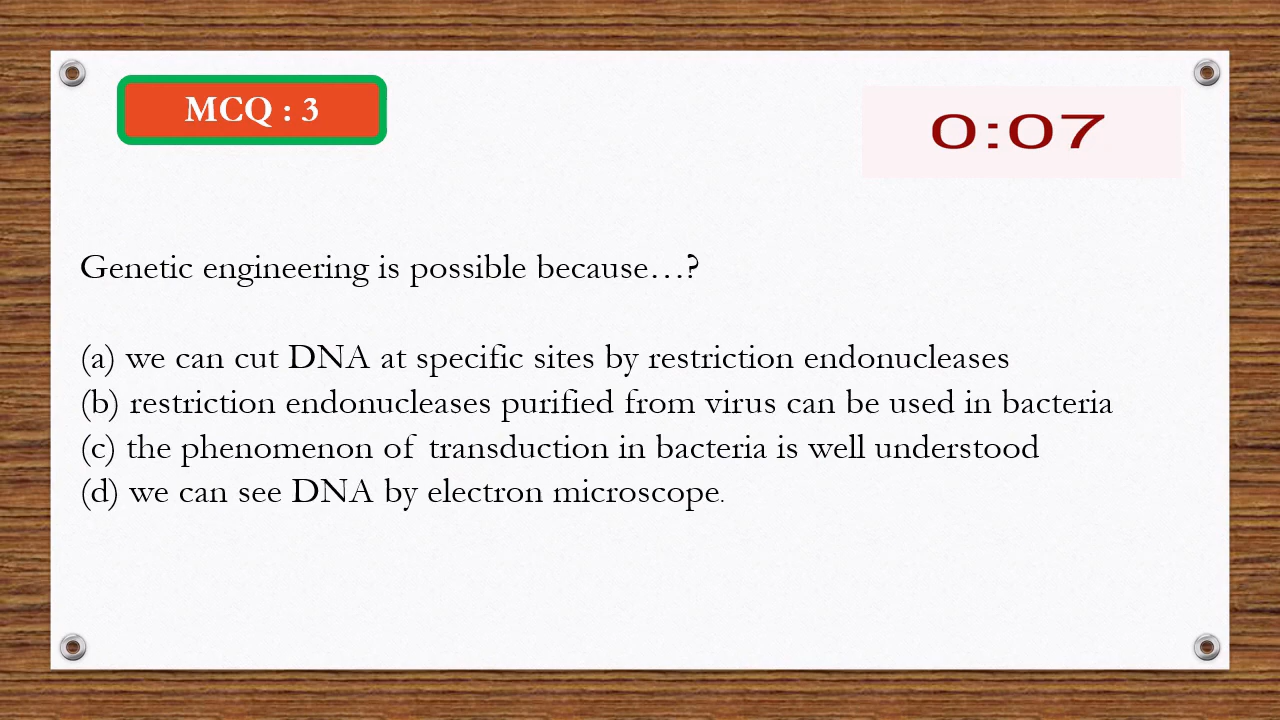 MCQ : 3
0:07
Genetic engineering is possible because…?
(a) we can cut DNA at specific sites by restriction endonucleases
(b) restriction endonucleases purified from virus can be used in bacteria
(c) the phenomenon of transduction in bacteria is well understood
(d) we can see DNA by electron microscope.